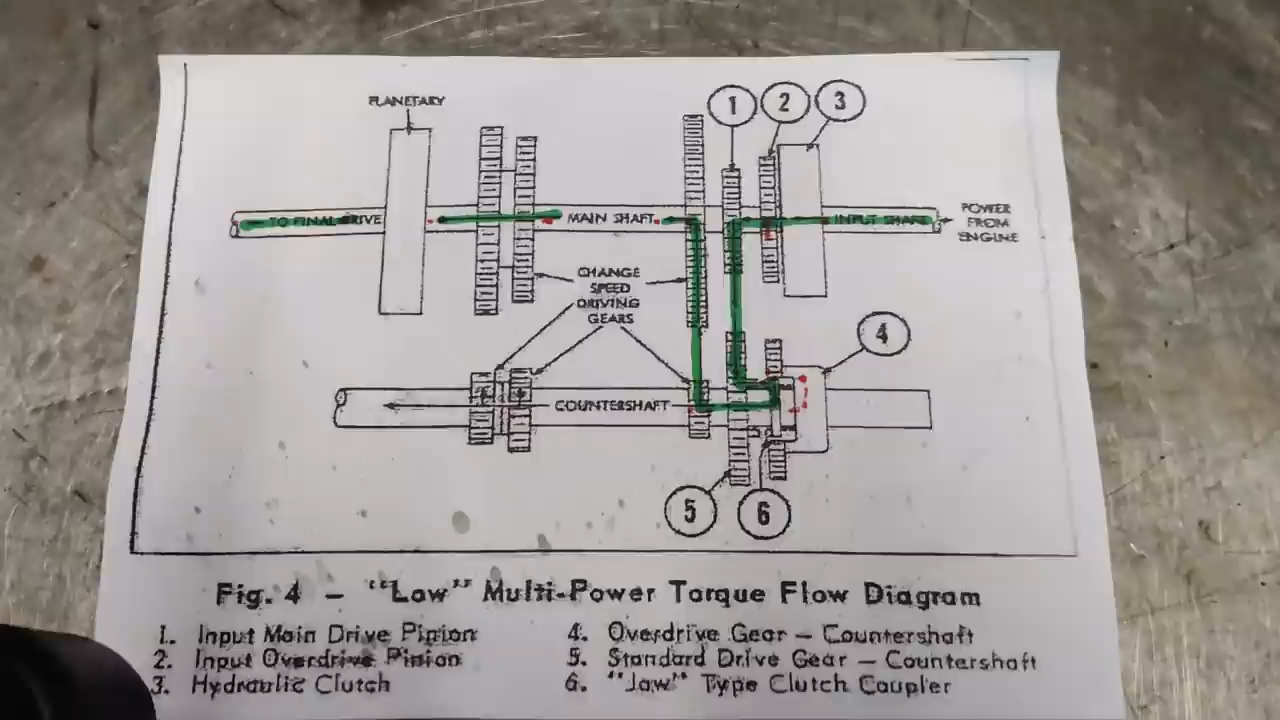 PLANETARY
1 2 3
TO FINAL DRIVE
MAIN SHAFT
INPUT SHAFT
POWER
FROM
ENGINE
CHANGE
SPEED
DRIVING
GEARS
4
COUNTERSHAFT
5 6
Fig. 4 - "Low" Multi-Power Torque Flow Diagram
1. Input Main Drive Pinion
2. Input Overdrive Pinion
3. Hydraulic Clutch
4. Overdrive Gear - Countershaft
5. Standard Drive Gear - Countershaft
6. "Jaw" Type Clutch Coupler